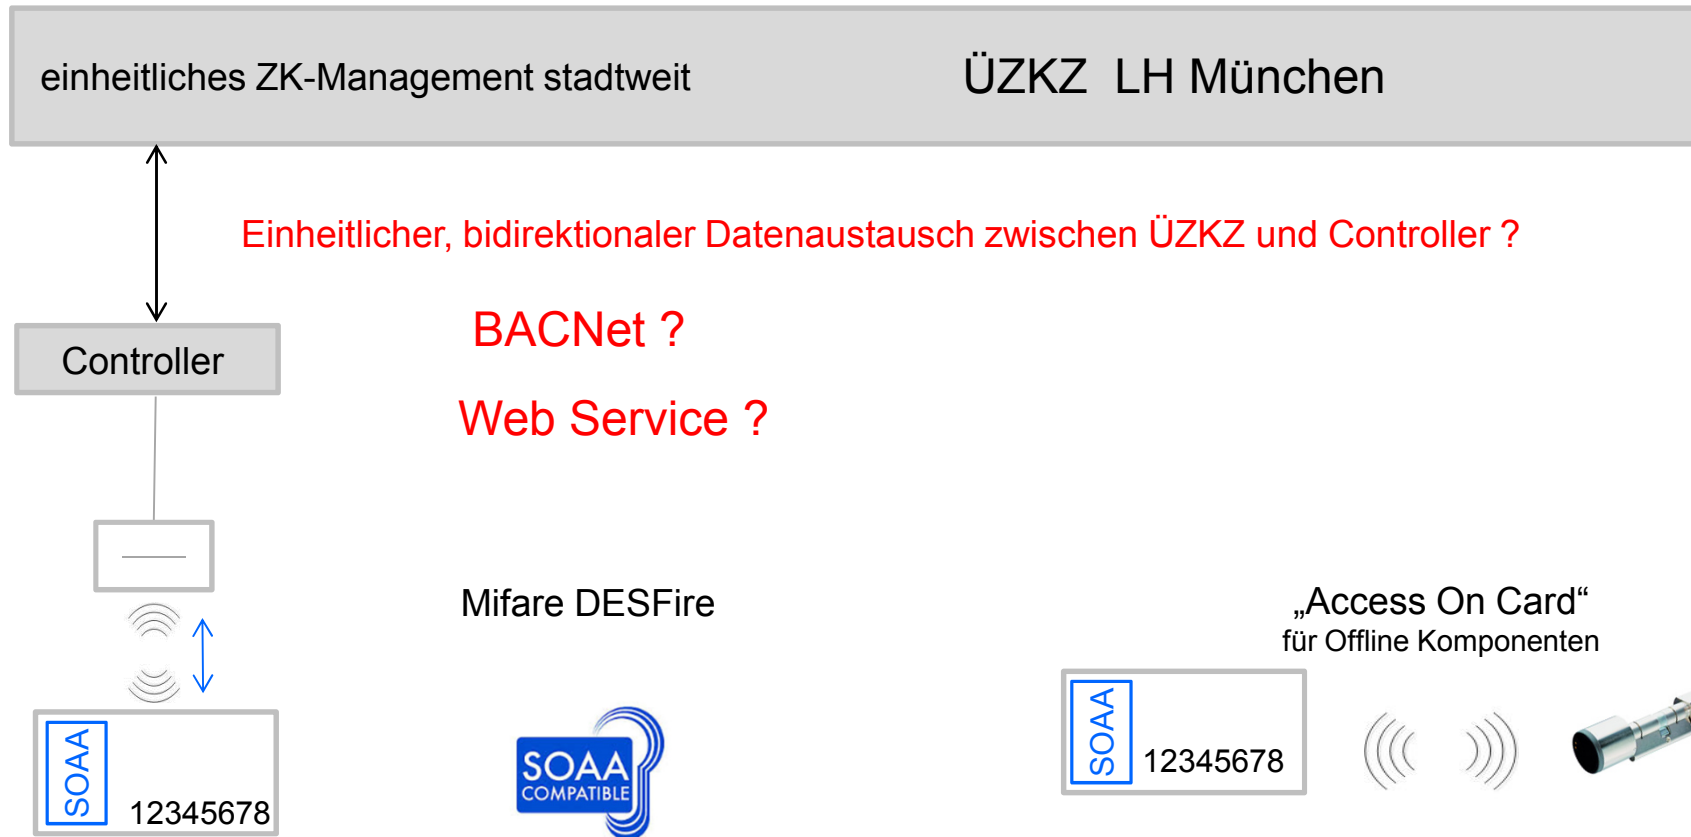 einheitliches ZK-Management stadtweit
ÜZKZ LH München
Einheitlicher, bidirektionaler Datenaustausch zwischen ÜZKZ und Controller ?
BACNet ?
Controller
Web Service ?
Mifare DESFire
„Access On Card“
für Offline Komponenten
SOAA
12345678
SOAA
COMPATIBLE
SOAA
12345678